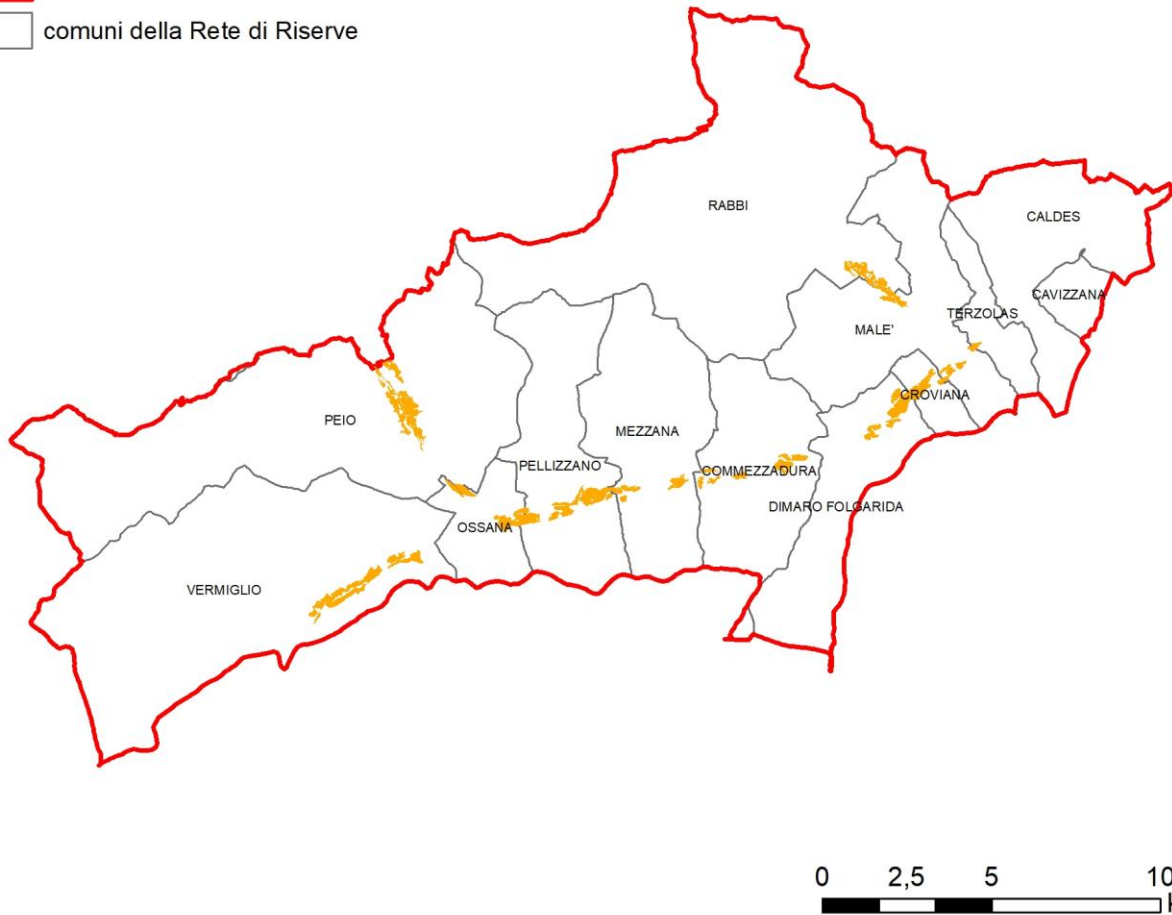 comuni della Rete di Riserve
RABBI
CALDES
CAVIZZANA
TERZOLAS
MALE'
CROVIANA
PEIO
MEZZANA
PELLIZZANO
COMMEZZADURA
DIMARO FOLGARIDA
OSSANA
VERMIGLIO
0 2,5 5 10